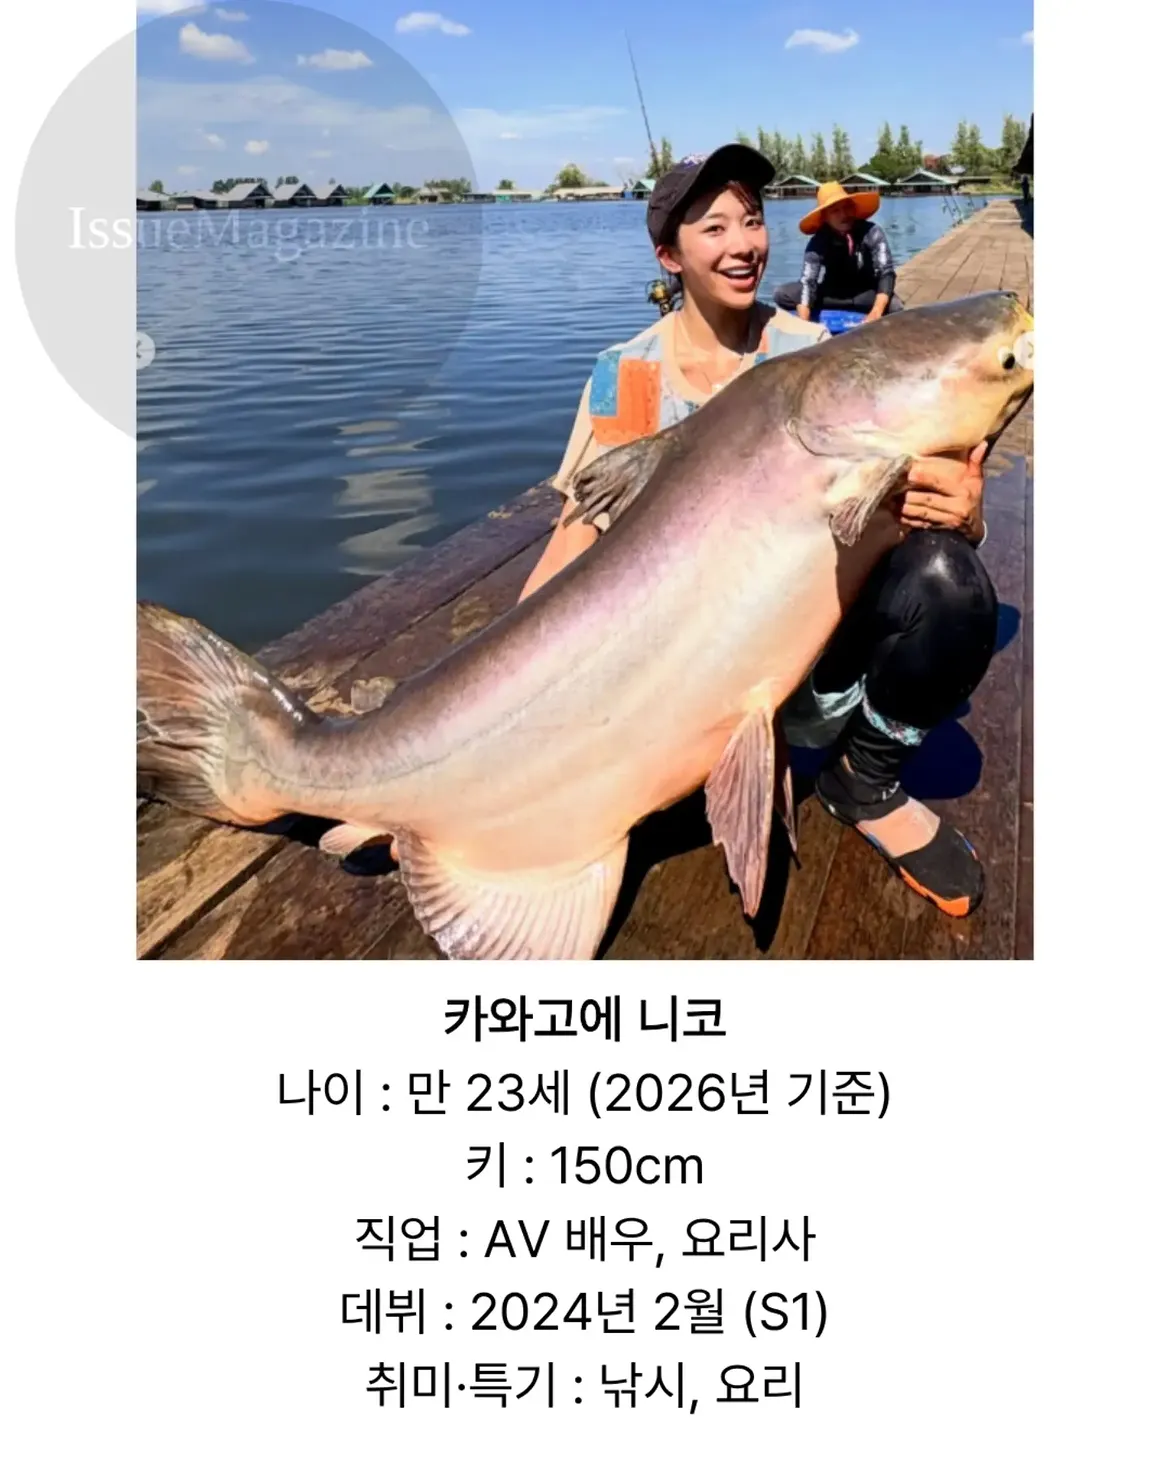 IssueMagazine
카와고에 니코
나이 : 만 23세 (2026년 기준)
키 : 150cm
직업 : AV 배우, 요리사
데뷔 : 2024년 2월 (S1)
취미·특기 : 낚시, 요리